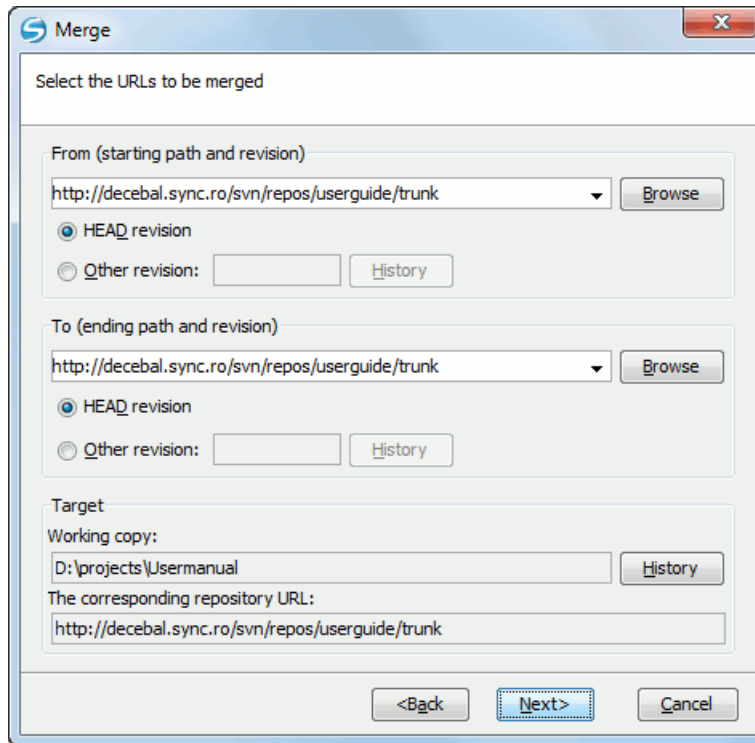 Merge
Select the URLs to be merged
From (starting path and revision)
http://decebal.sync.ro/svn/repos/userguide/trunk Browse
HEAD revision
Other revision: History
To (ending path and revision)
http://decebal.sync.ro/svn/repos/userguide/trunk Browse
HEAD revision
Other revision: History
Target
Working copy:
D:\projects\Usermanual History
The corresponding repository URL:
http://decebal.sync.ro/svn/repos/userguide/trunk
<Back Next> Cancel